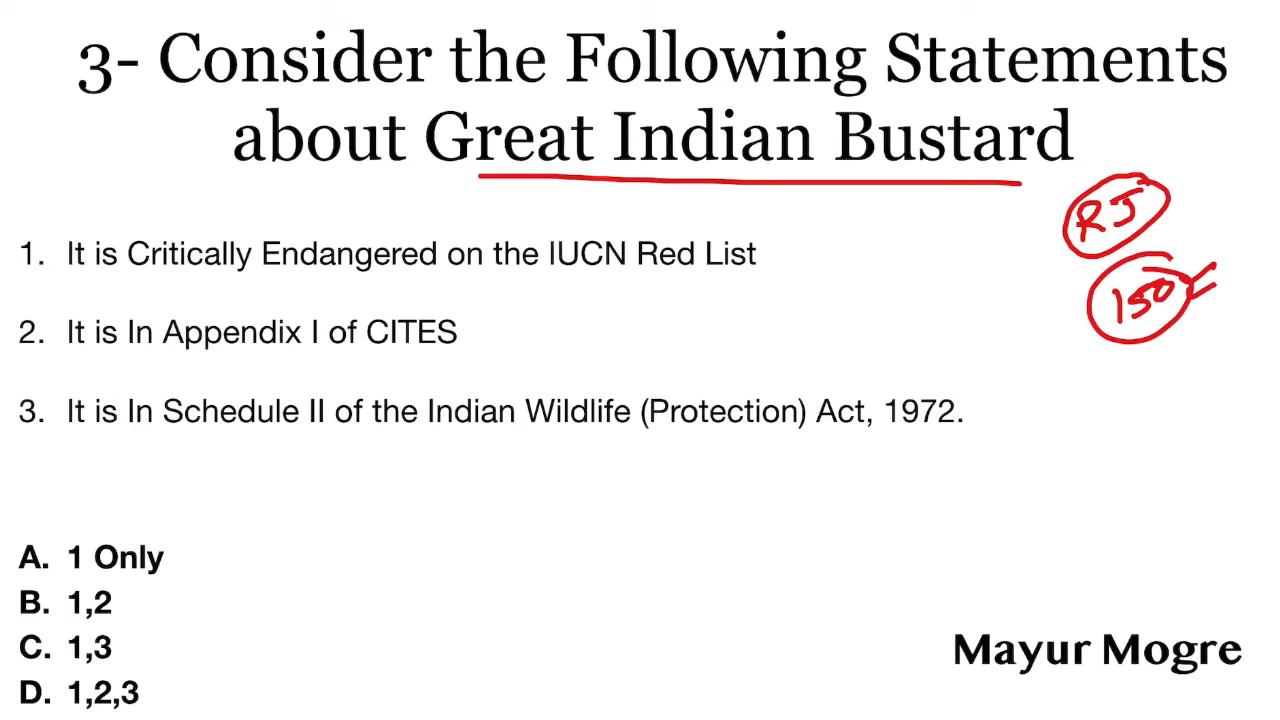 3- Consider the Following Statements
about Great Indian Bustard
RJ
150
1. It is Critically Endangered on the IUCN Red List
2. It is In Appendix I of CITES
3. It is In Schedule II of the Indian Wildlife (Protection) Act, 1972.
A. 1 Only
B. 1,2
C. 1,3
D. 1,2,3
Mayur Mogre